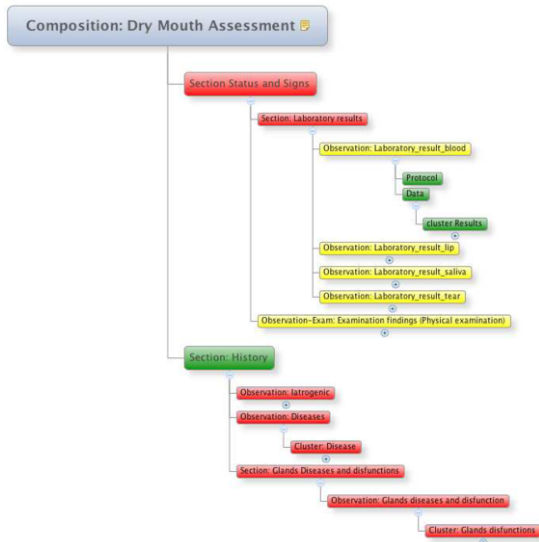 Composition: Dry Mouth Assessment
Section Status and Signs
Section: Laboratory results
Observation: Laboratory_result_blood
Protocol
Data
cluster Results
Observation: Laboratory_result_lip
Observation: Laboratory_result_saliva
Observation: Laboratory_result_tear
Observation-Exam: Examination findings (Physical examination)
Section: History
Observation: Iatrogenic
Observation: Diseases
Cluster: Disease
Section: Glands Diseases and disfunctions
Observation: Glands diseases and disfunction
Cluster: Glands disfunctions